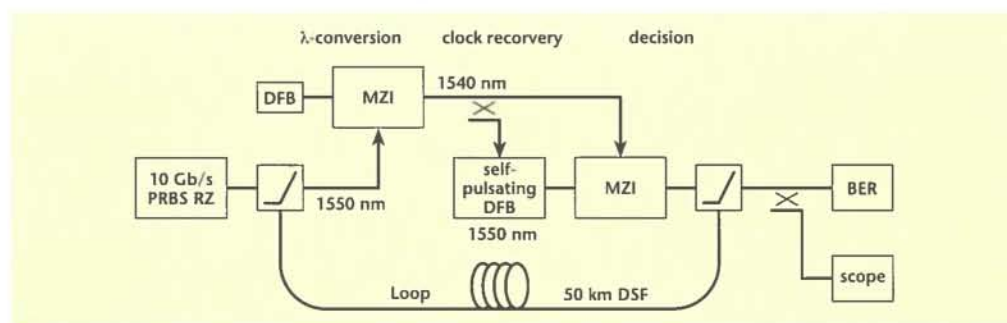 λ-conversion
clock recorvery
decision
DFB
MZI
1540 nm
10 Gb/s
PRBS RZ
1550 nm
self-
pulsating
DFB
1550 nm
MZI
BER
scope
Loop
50 km DSF